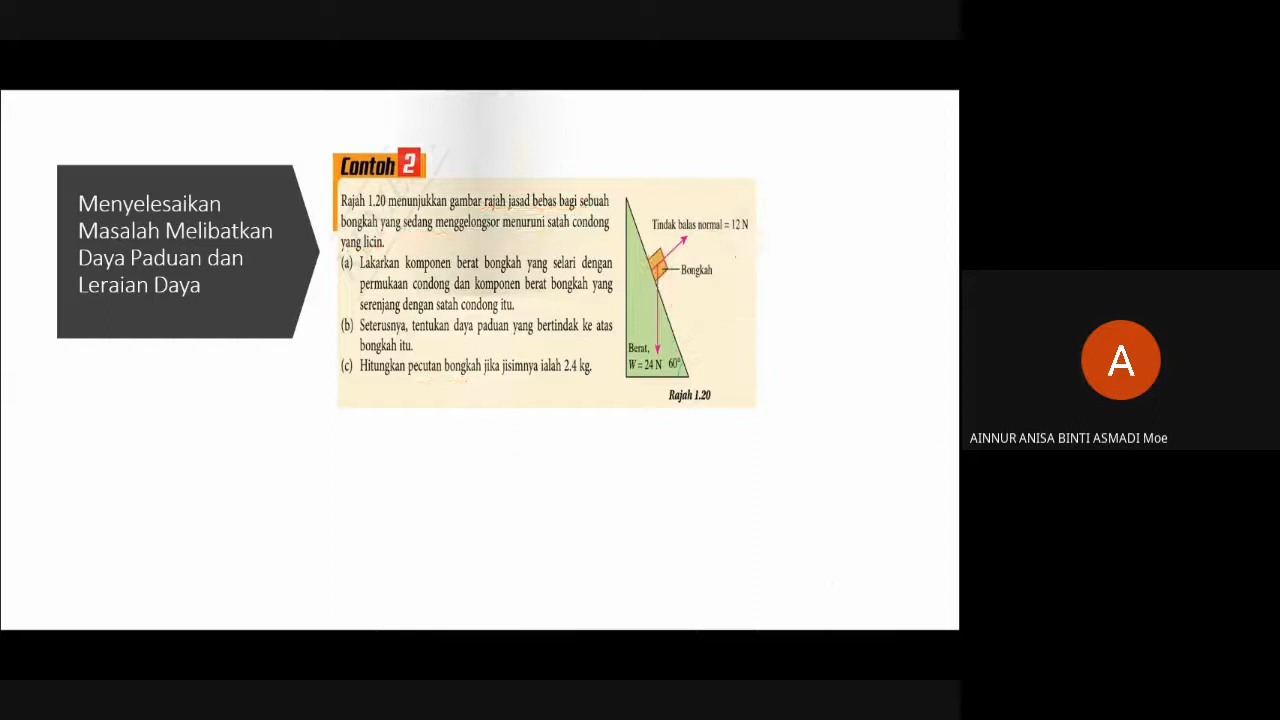 Menyelesaikan
Masalah Melibatkan
Daya Paduan dan
Leraian Daya
Contoh 2
Rajah 1.20 menunjukkan gambar rajah jasad bebas bagi sebuah
bongkah yang sedang menggelongsor menuruni satah condong
yang licin.
(a) Lakarkan komponen berat bongkah yang selari dengan
permukaan condong dan komponen berat bongkah yang
serenjang dengan satah condong itu.
(b) Seterusnya, tentukan daya paduan yang bertindak ke atas
bongkah itu.
(c) Hitungkan pecutan bongkah jika jisimnya ialah 2.4 kg.
Tindak balas normal = 12 N
Bongkah
Berat,
W = 24 N 60°
Rajah 1.20
A
AINNUR ANISA BINTI ASMADI Moe